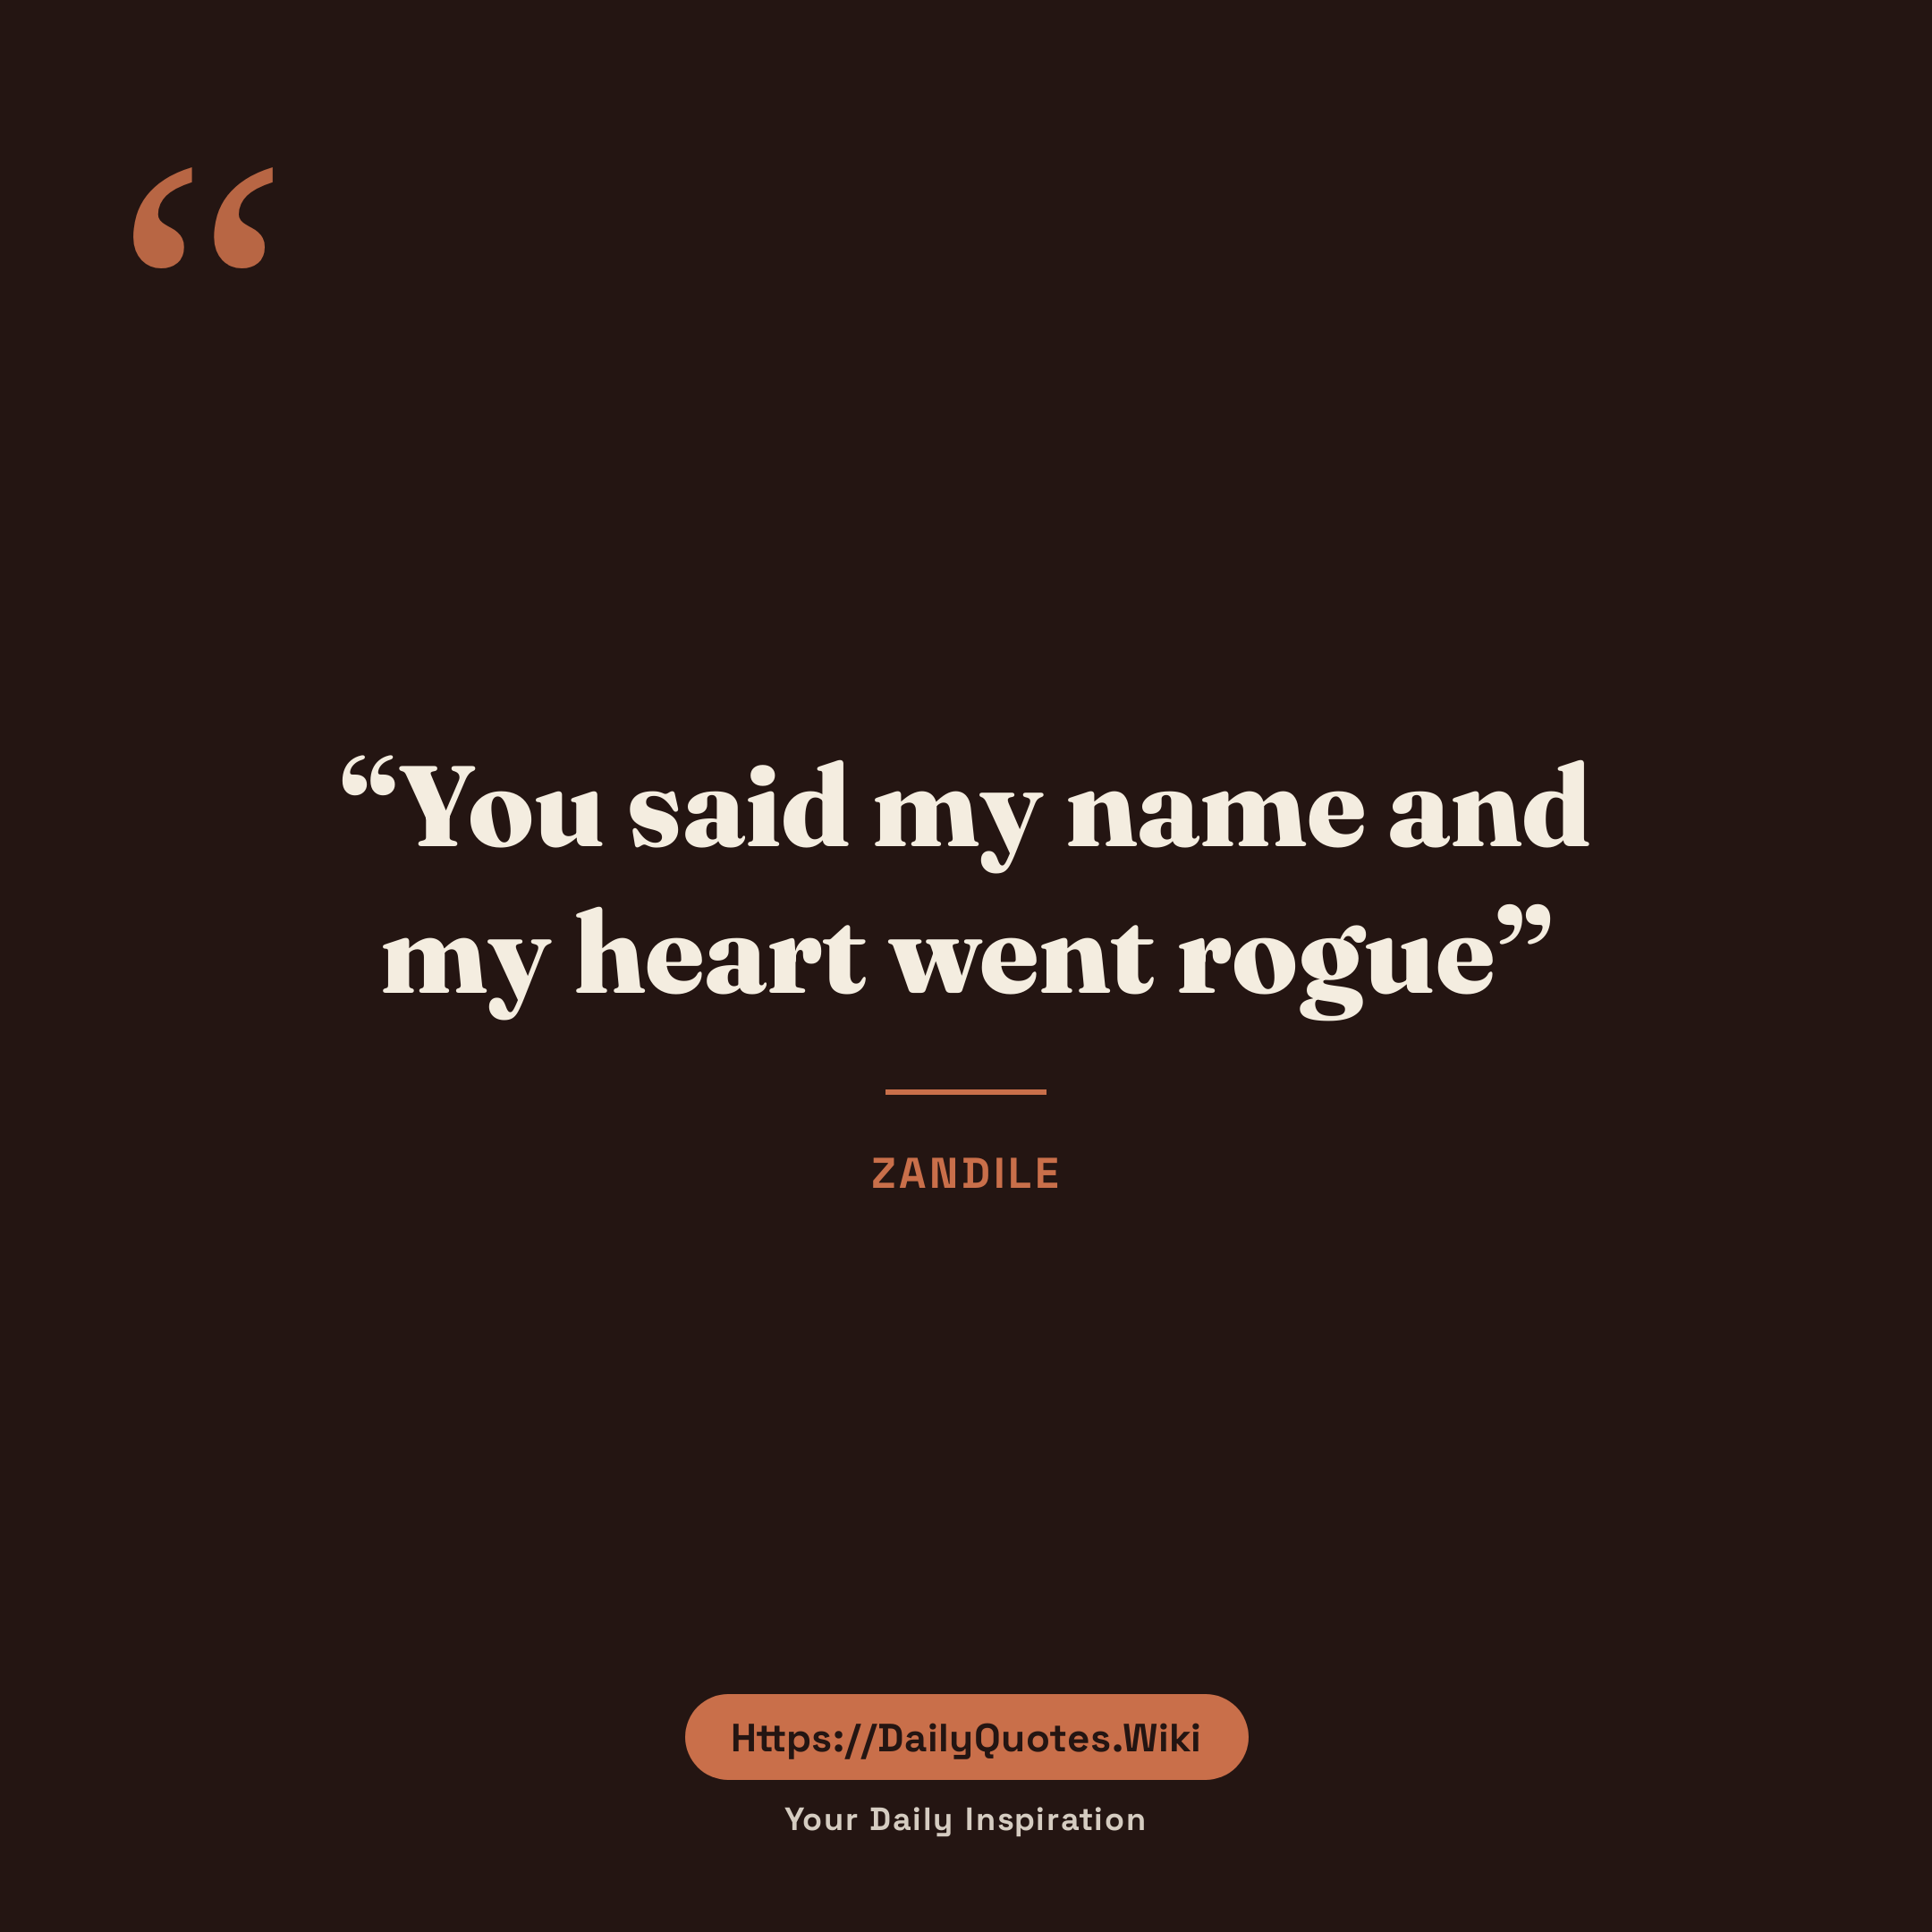 “
“You said my name and
my heart went rogue”
ZANDILE
Https://DailyQuotes.Wiki
Your Daily Inspiration